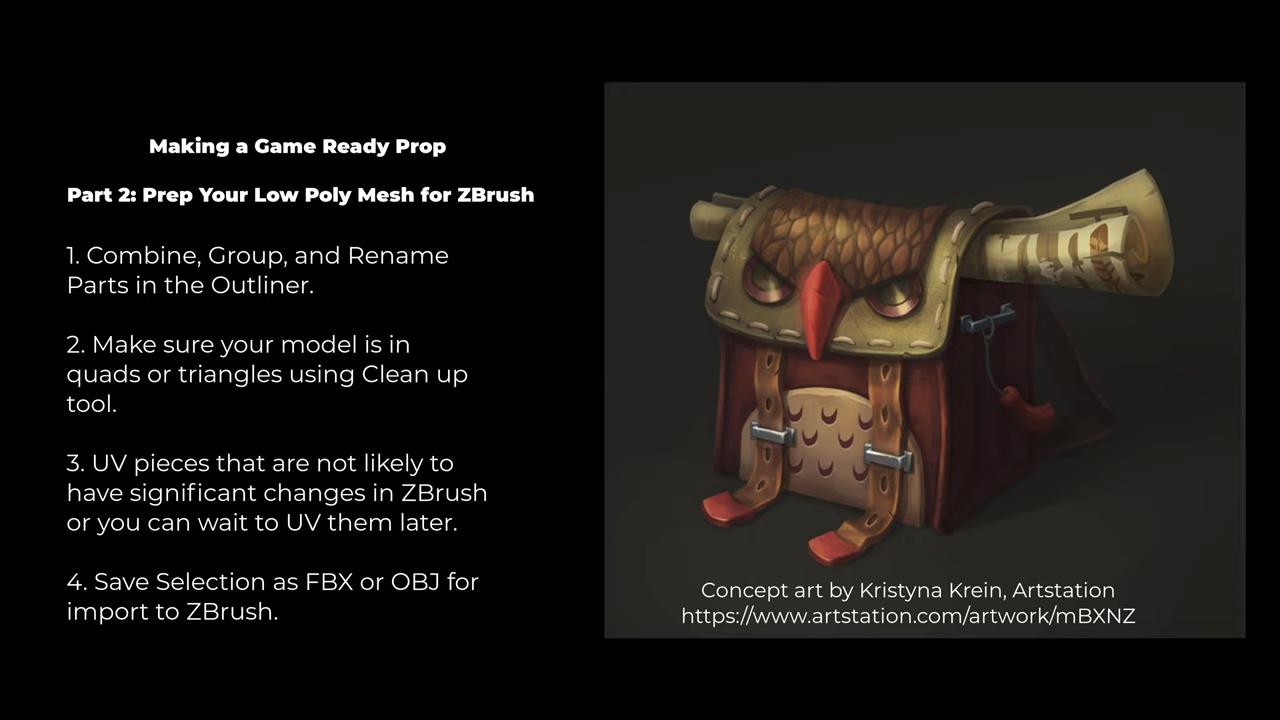 Making a Game Ready Prop
Part 2: Prep Your Low Poly Mesh for ZBrush
1. Combine, Group, and Rename
Parts in the Outliner.
2. Make sure your model is in
quads or triangles using Clean up
tool.
3. UV pieces that are not likely to
have significant changes in ZBrush
or you can wait to UV them later.
4. Save Selection as FBX or OBJ for
import to ZBrush.
Concept art by Kristyna Krein, Artstation
https://www.artstation.com/artwork/mBXNZ